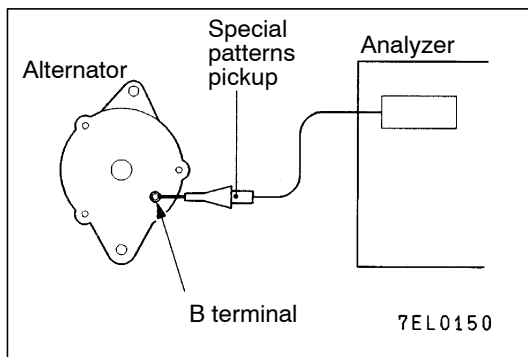 Alternator
Special
patterns
pickup
Analyzer
B terminal
7EL0150